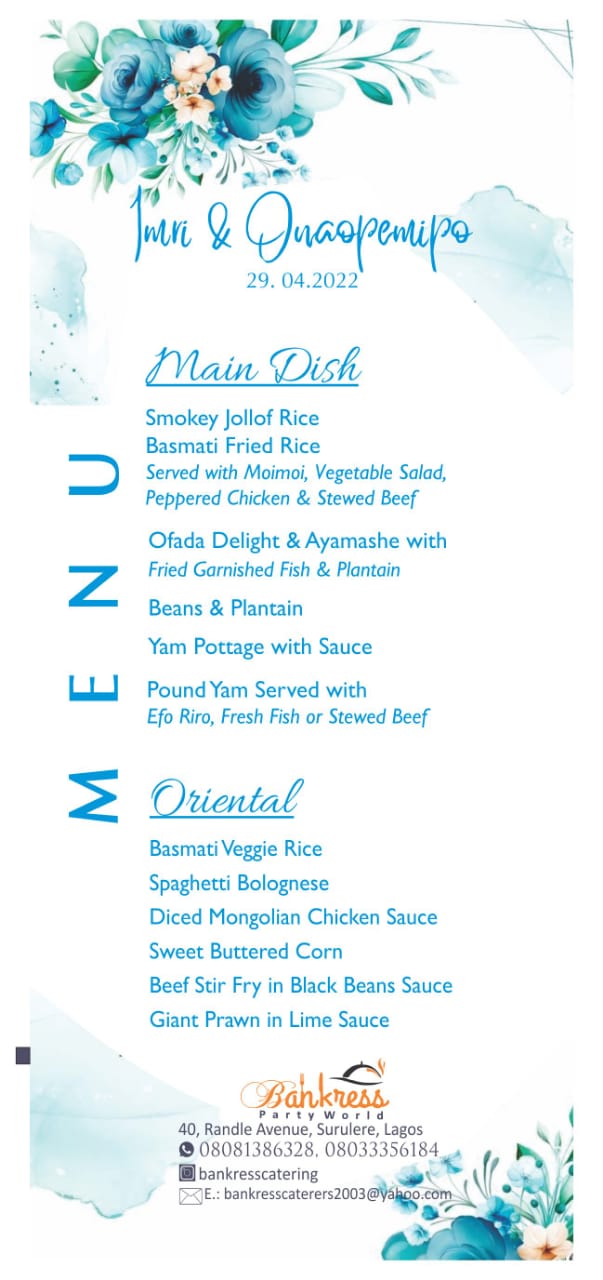 Imri & Onaopemipo
29. 04.2022
MENU
Main Dish
Smokey Jollof Rice
Basmati Fried Rice
Served with Moimoi, Vegetable Salad,
Peppered Chicken & Stewed Beef
Ofada Delight & Ayamashe with
Fried Garnished Fish & Plantain
Beans & Plantain
Yam Pottage with Sauce
Pound Yam Served with
Efo Riro, Fresh Fish or Stewed Beef
Oriental
Basmati Veggie Rice
Spaghetti Bolognese
Diced Mongolian Chicken Sauce
Sweet Buttered Corn
Beef Stir Fry in Black Beans Sauce
Giant Prawn in Lime Sauce
Bankress
Party World
40, Randle Avenue, Surulere, Lagos
08081386328, 08033356184
bankresscatering
E.: bankresscaterers2003@yahoo.com